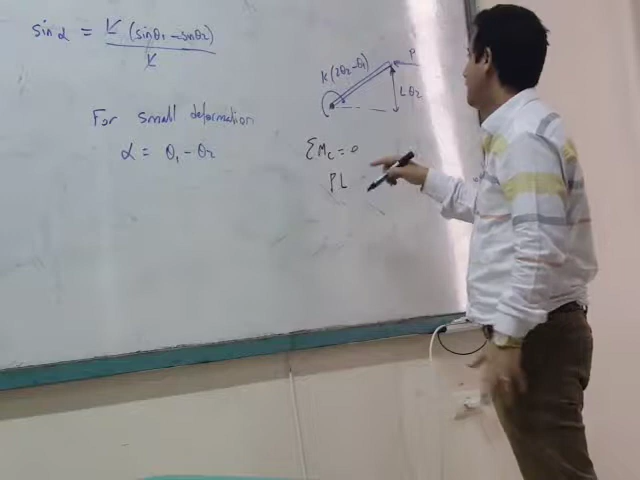 sin α = L (sinθ1 - sinθ2) / L
For small deformation
α = θ1 - θ2
K(2θ2-θ1)
P
Lθ2
ΣMc = 0
PL